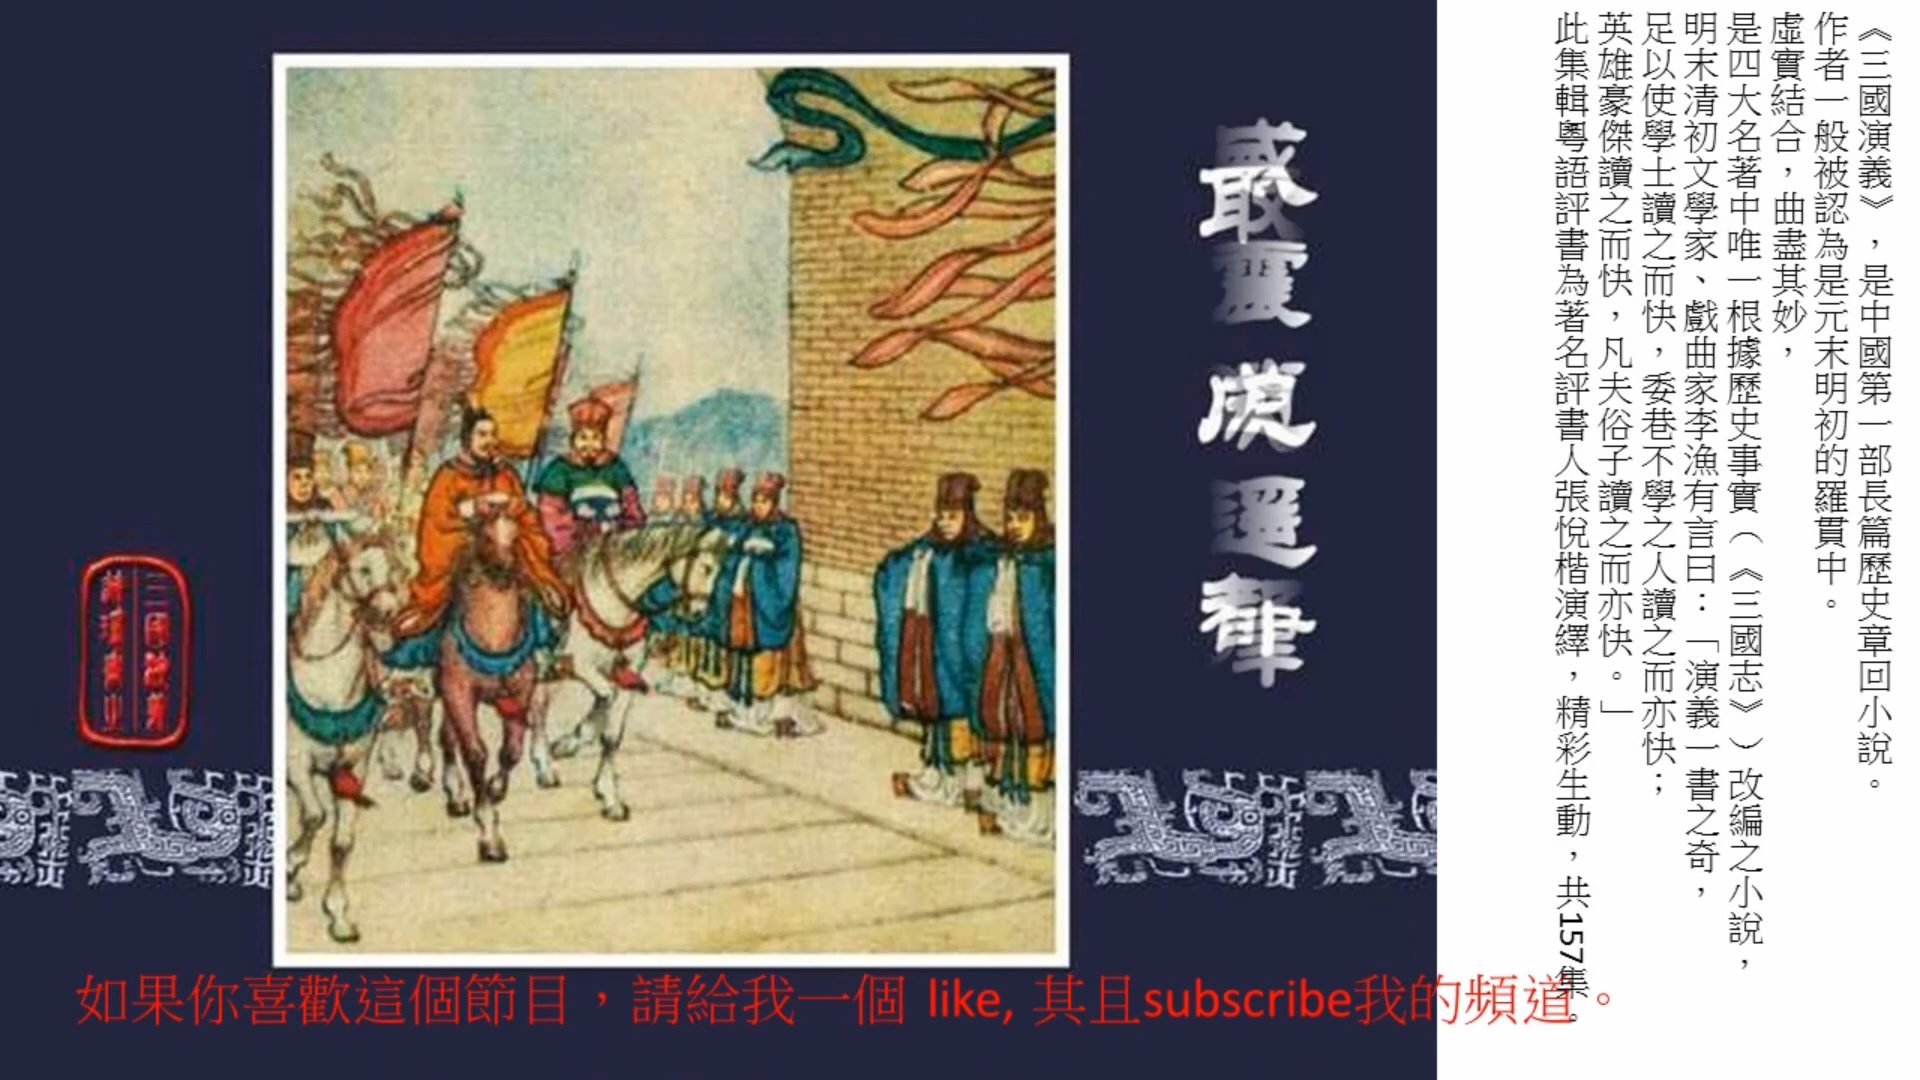 《三國演義》，是中國第一部長篇歷史章回小說。
作者一般被認為是元末明初的羅貫中。
虛實結合，曲盡其妙，
是四大名著中唯一根據歷史事實（《三國志》）改編之小說，
明末清初文學家、戲曲家李漁有言曰：「演義一書之奇，
足以使學士讀之而快，委巷不學之人讀之而亦快；
英雄豪傑讀之而快，凡夫俗子讀之而亦快。」
此集輯粵語評書為著名評書人張悅楷演繹，精彩生動，共157集。
如果你喜歡這個節目，請給我一個 like, 其且subscribe我的頻道。